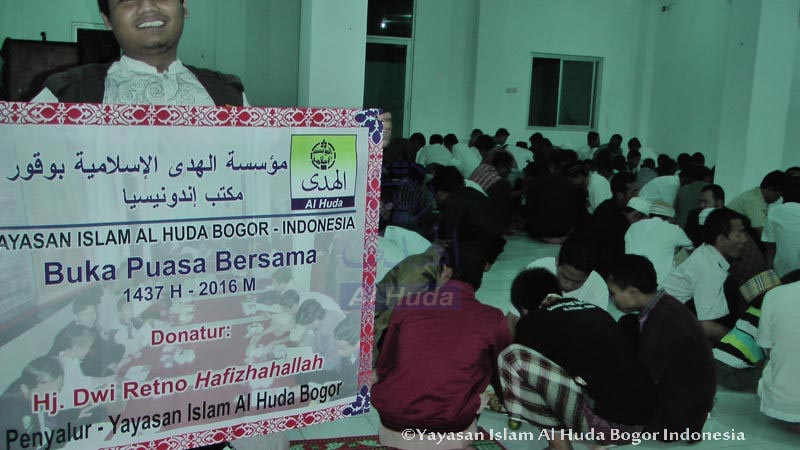 مؤسسة الهدى الإسلامية بوقور
مكتب إندونيسيا
الهدى
Al Huda
YAYASAN ISLAM AL HUDA BOGOR - INDONESIA
Buka Puasa Bersama
1437 H - 2016 M
Donatur:
Hj. Dwi Retno Hafizhahallah
Penyalur - Yayasan Islam Al Huda Bogor
Al Huda
©Yayasan Islam Al Huda Bogor Indonesia